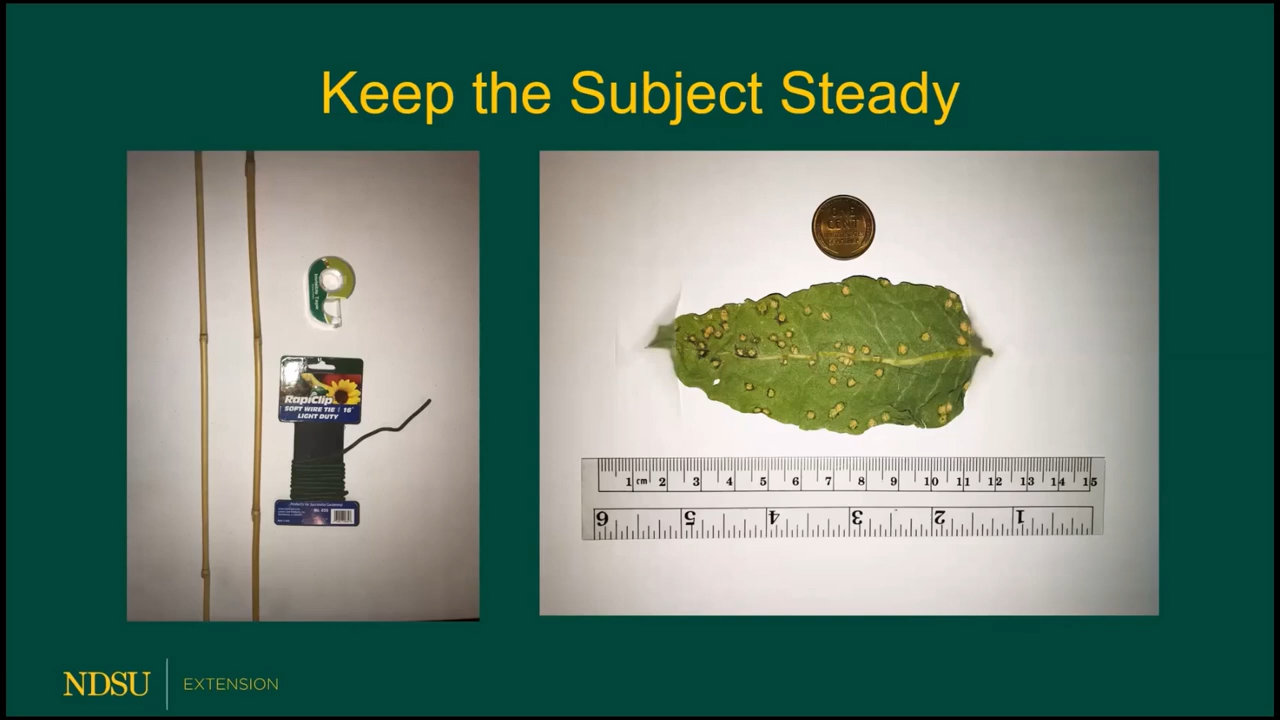 Keep the Subject Steady
RapiClip
SOFT WIRE TIE | 16'
LIGHT DUTY
ONE
CENT
1 cm 2 3 4 5 6 7 8 9 10 11 12 13 14 15
6 5 4 3 2 1
NDSU EXTENSION